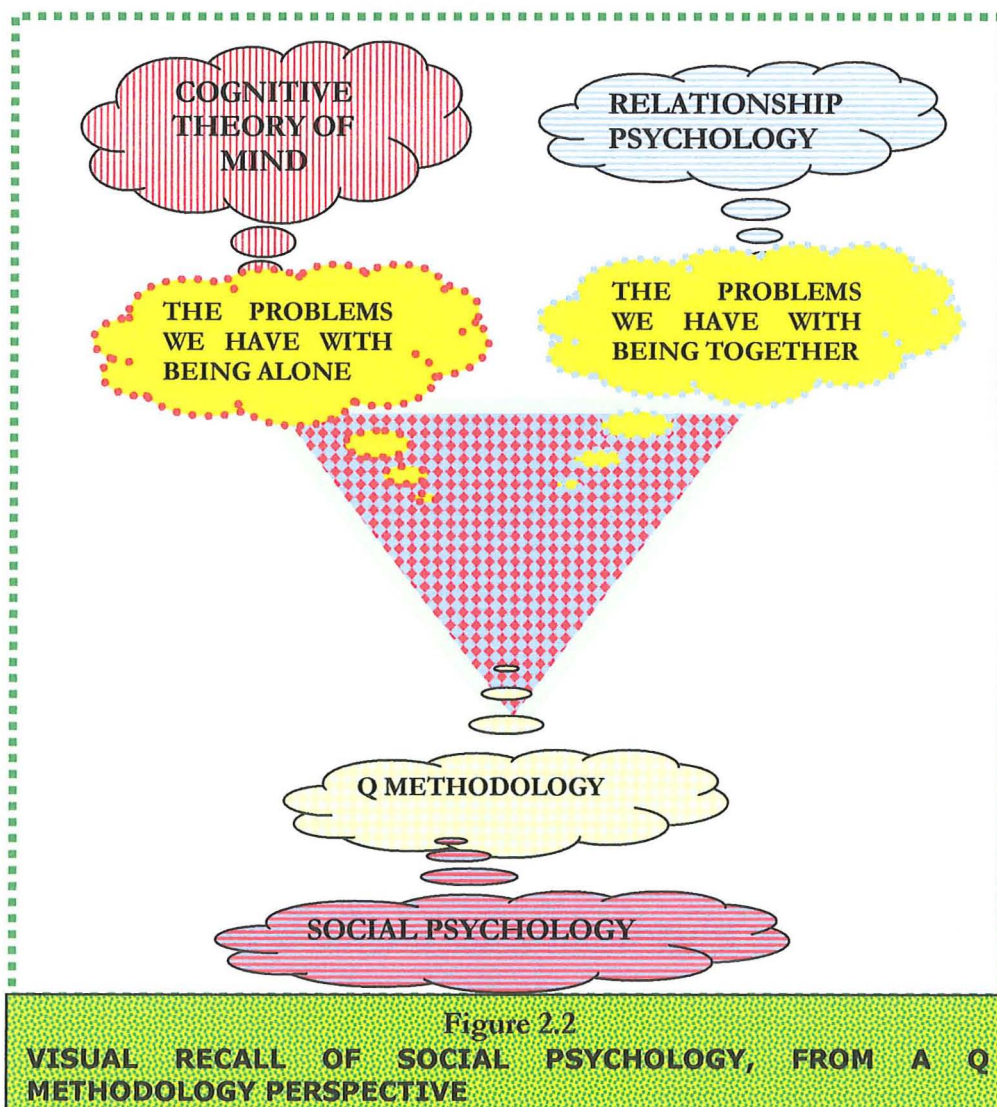 COGNITIVE
THEORY OF
MIND
RELATIONSHIP
PSYCHOLOGY
THE PROBLEMS
WE HAVE WITH
BEING ALONE
THE PROBLEMS
WE HAVE WITH
BEING TOGETHER
Q METHODOLOGY
SOCIAL PSYCHOLOGY
Figure 2.2
VISUAL RECALL OF SOCIAL PSYCHOLOGY, FROM A Q
METHODOLOGY PERSPECTIVE